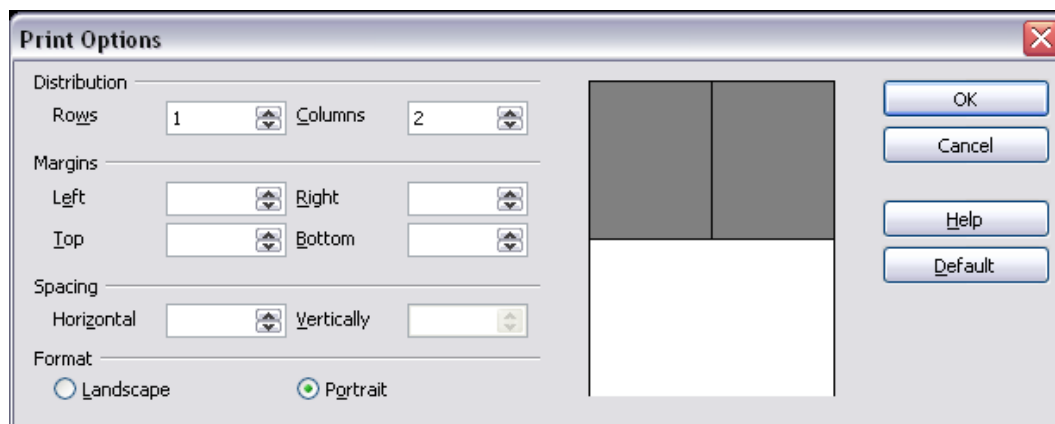 Print Options
Distribution
Rows 1 Columns 2
OK
Cancel
Margins
Left Right
Top Bottom
Help
Default
Spacing
Horizontal Vertically
Format
Landscape Portrait